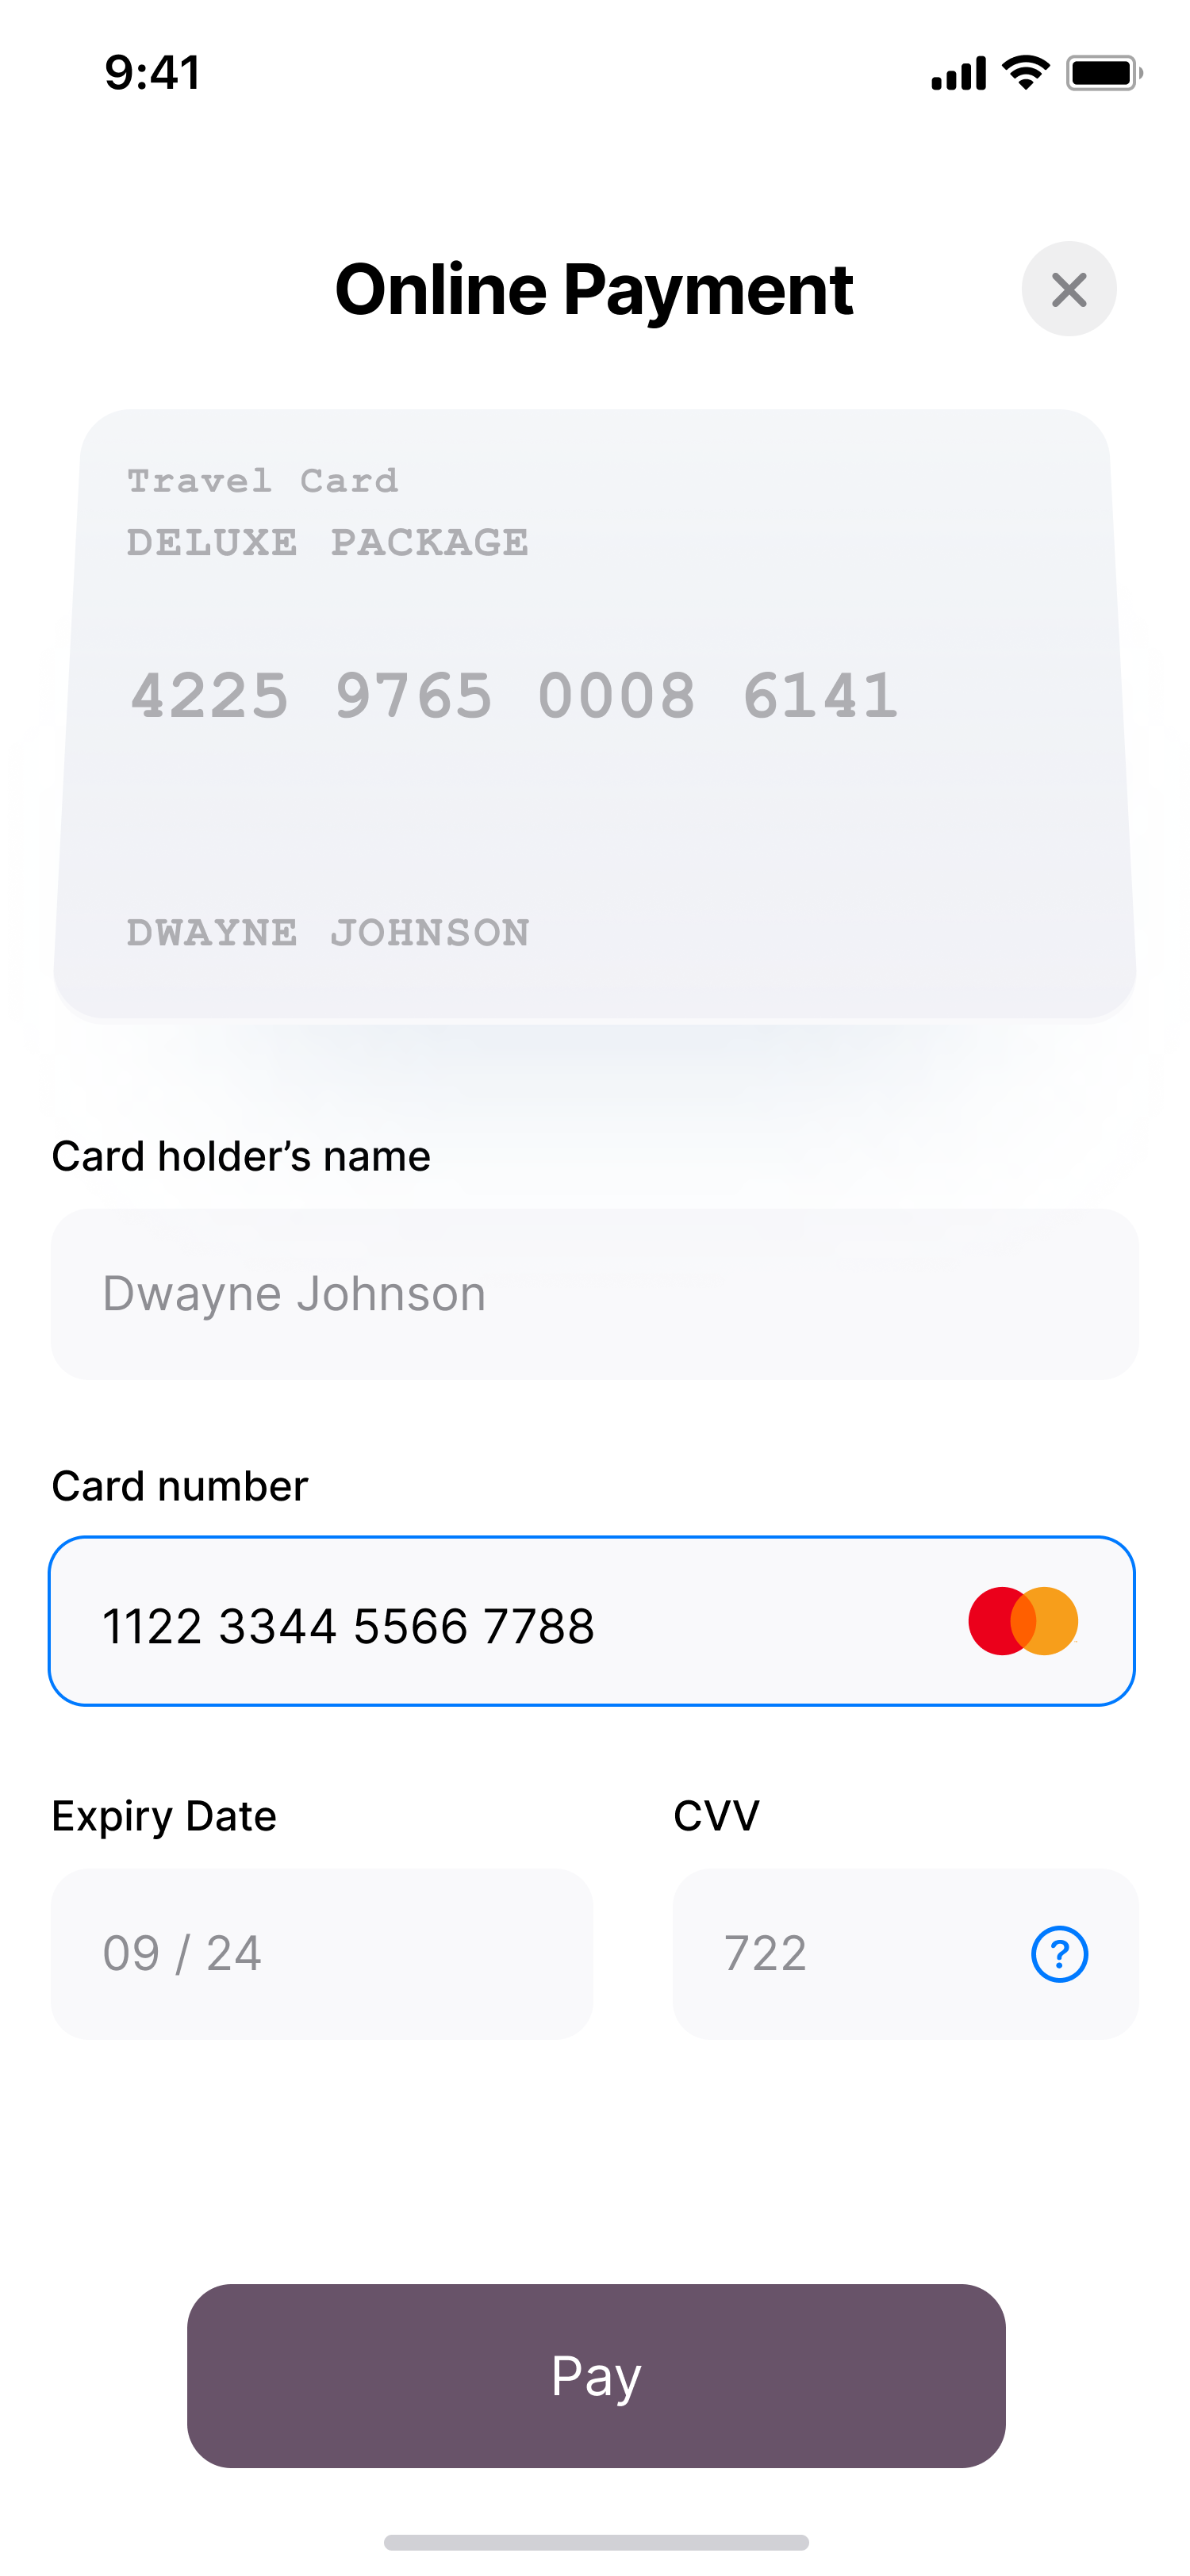 9:41
Online Payment
Travel Card
DELUXE PACKAGE
4225 9765 0008 6141
DWAYNE JOHNSON
Card holder’s name
Dwayne Johnson
Card number
1122 3344 5566 7788
Expiry Date CVV
09 / 24 722 ?
Pay